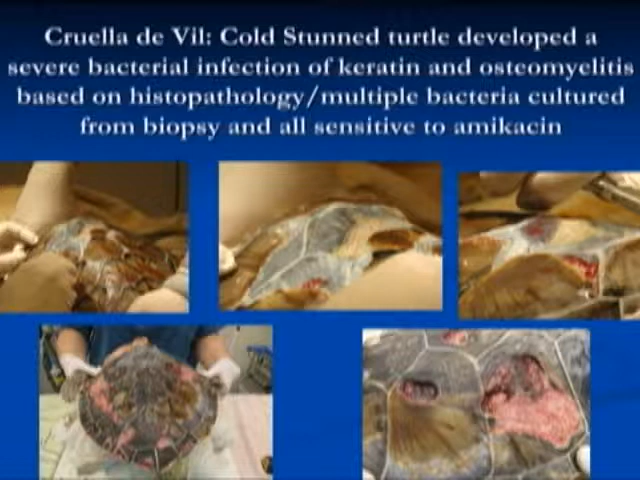 Cruella de Vil: Cold Stunned turtle developed a
severe bacterial infection of keratin and osteomyelitis
based on histopathology/multiple bacteria cultured
from biopsy and all sensitive to amikacin